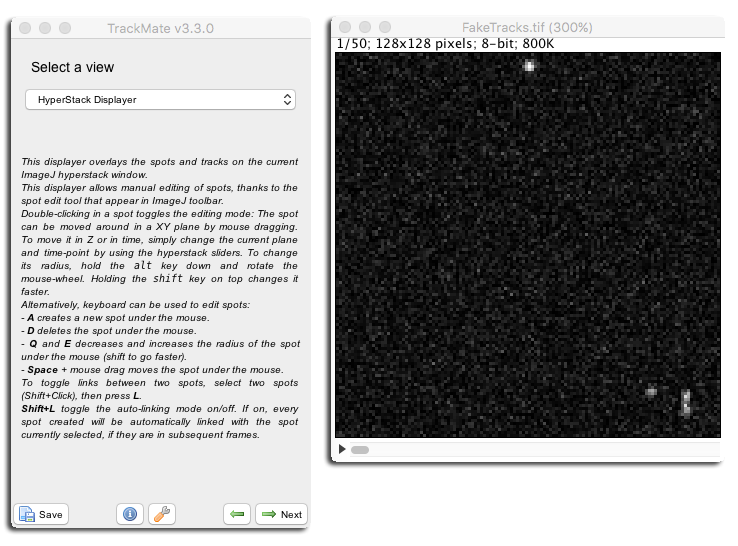 TrackMate v3.3.0
Select a view
HyperStack Displayer
This displayer overlays the spots and tracks on the current
ImageJ hyperstack window.
This displayer allows manual editing of spots, thanks to the
spot edit tool that appear in ImageJ toolbar.
Double-clicking in a spot toggles the editing mode: The spot
can be moved around in a XY plane by mouse dragging.
To move it in Z or in time, simply change the current plane
and time-point by using the hyperstack sliders. To change
its radius, hold the alt key down and rotate the
mouse-wheel. Holding the shift key on top changes it
faster.
Alternatively, keyboard can be used to edit spots:
- A creates a new spot under the mouse.
- D deletes the spot under the mouse.
- Q and E decreases and increases the radius of the spot
under the mouse (shift to go faster).
- Space + mouse drag moves the spot under the mouse.
To toggle links between two spots, select two spots
(Shift+Click), then press L.
Shift+L toggle the auto-linking mode on/off. If on, every
spot created will be automatically linked with the spot
currently selected, if they are in subsequent frames.
Save
Next
FakeTracks.tif (300%)
1/50; 128x128 pixels; 8-bit; 800K